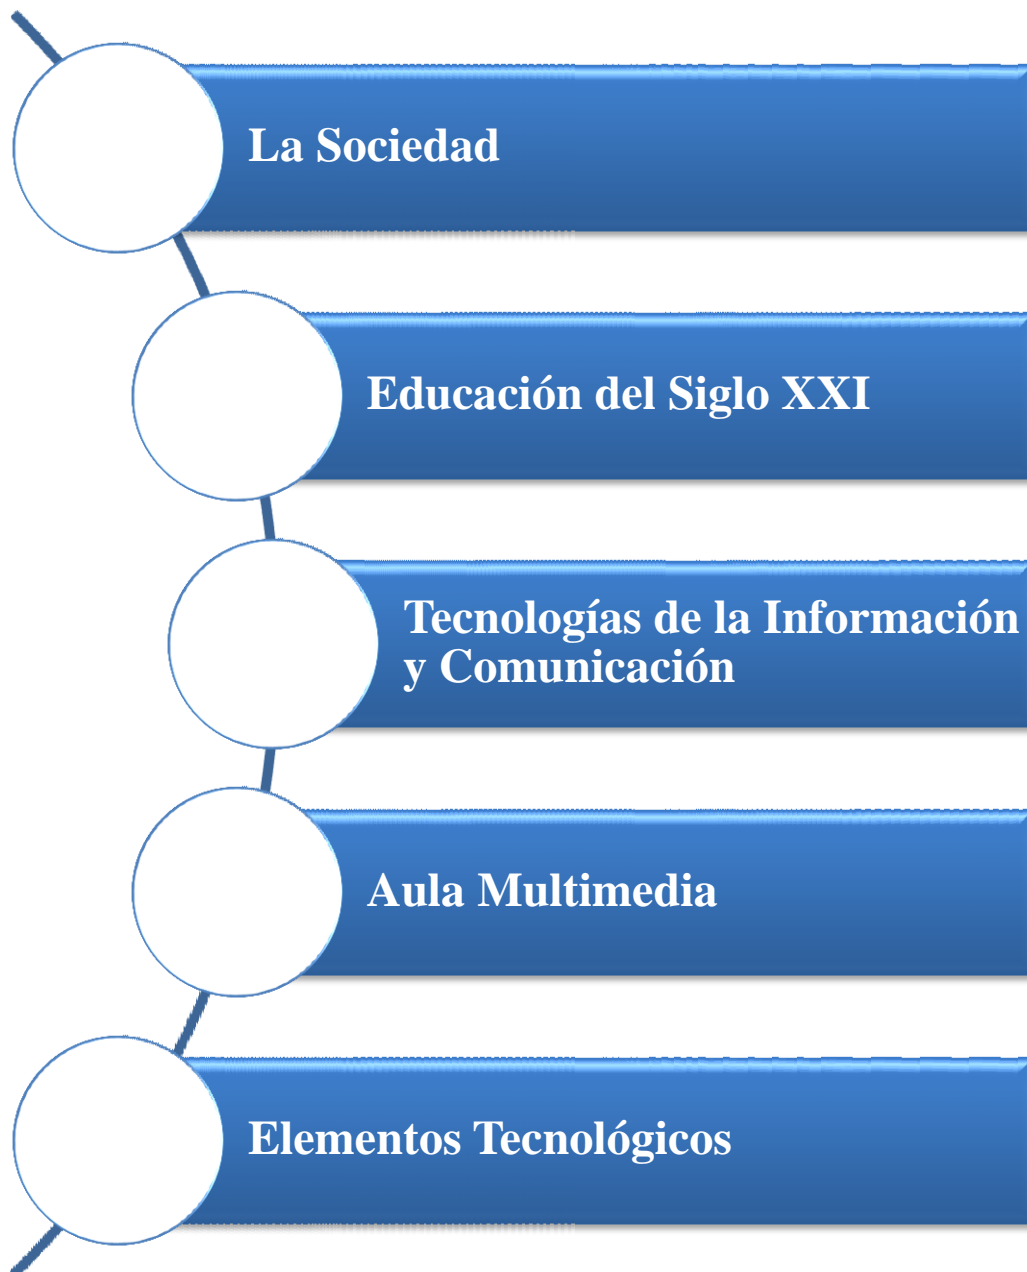 La Sociedad
Educación del Siglo XXI
Tecnologías de la Información
y Comunicación
Aula Multimedia
Elementos Tecnológicos